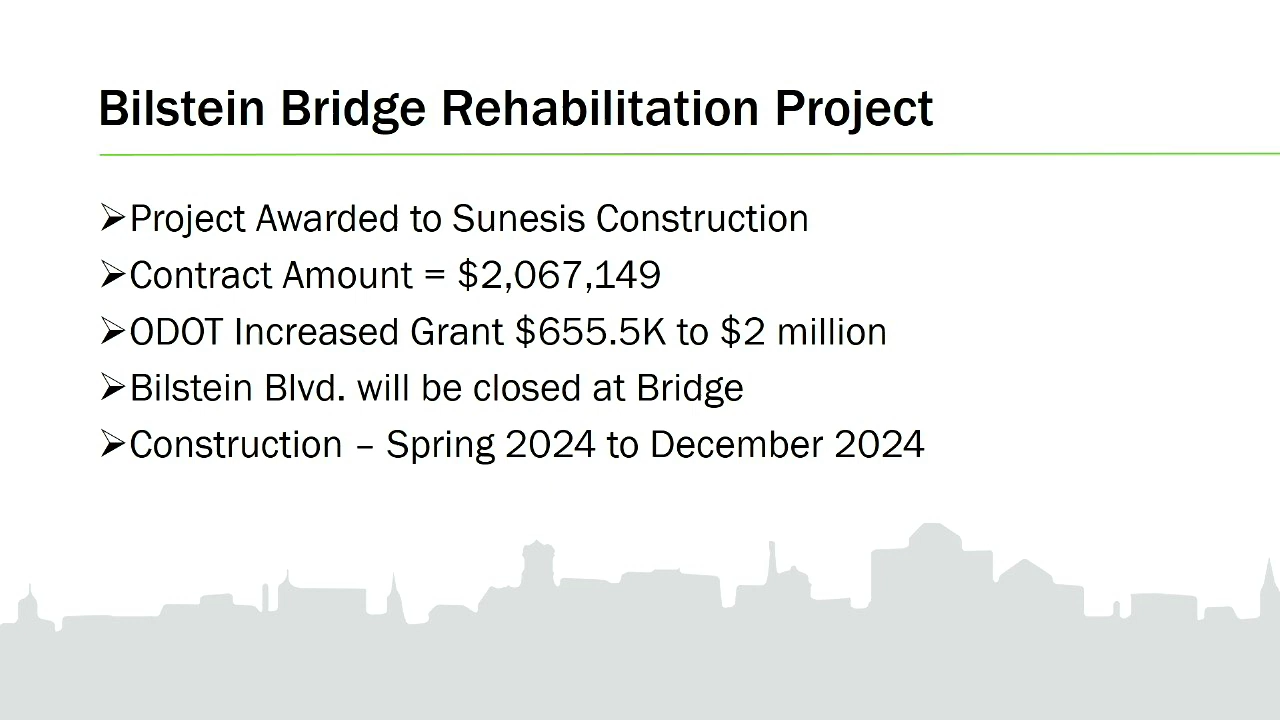 Bilstein Bridge Rehabilitation Project
➢Project Awarded to Sunesis Construction
➢Contract Amount = $2,067,149
➢ODOT Increased Grant $655.5K to $2 million
➢Bilstein Blvd. will be closed at Bridge
➢Construction – Spring 2024 to December 2024